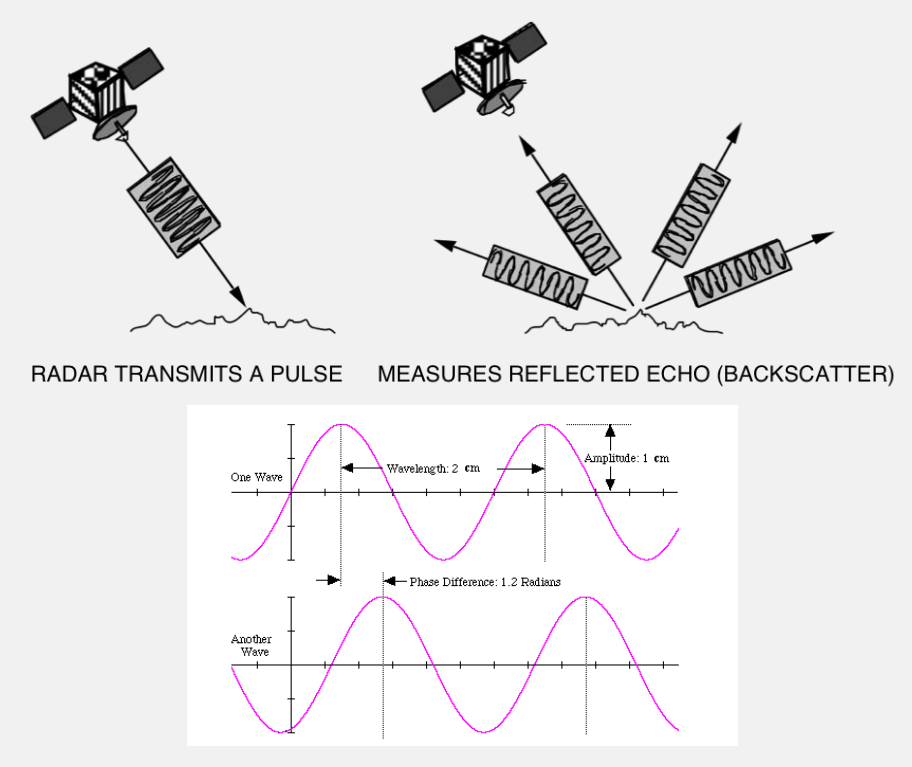 RADAR TRANSMITS A PULSE
MEASURES REFLECTED ECHO (BACKSCATTER)
One Wave
Wavelength: 2 cm
Amplitude: 1 cm
Phase Difference: 1.2 Radians
Another
Wave